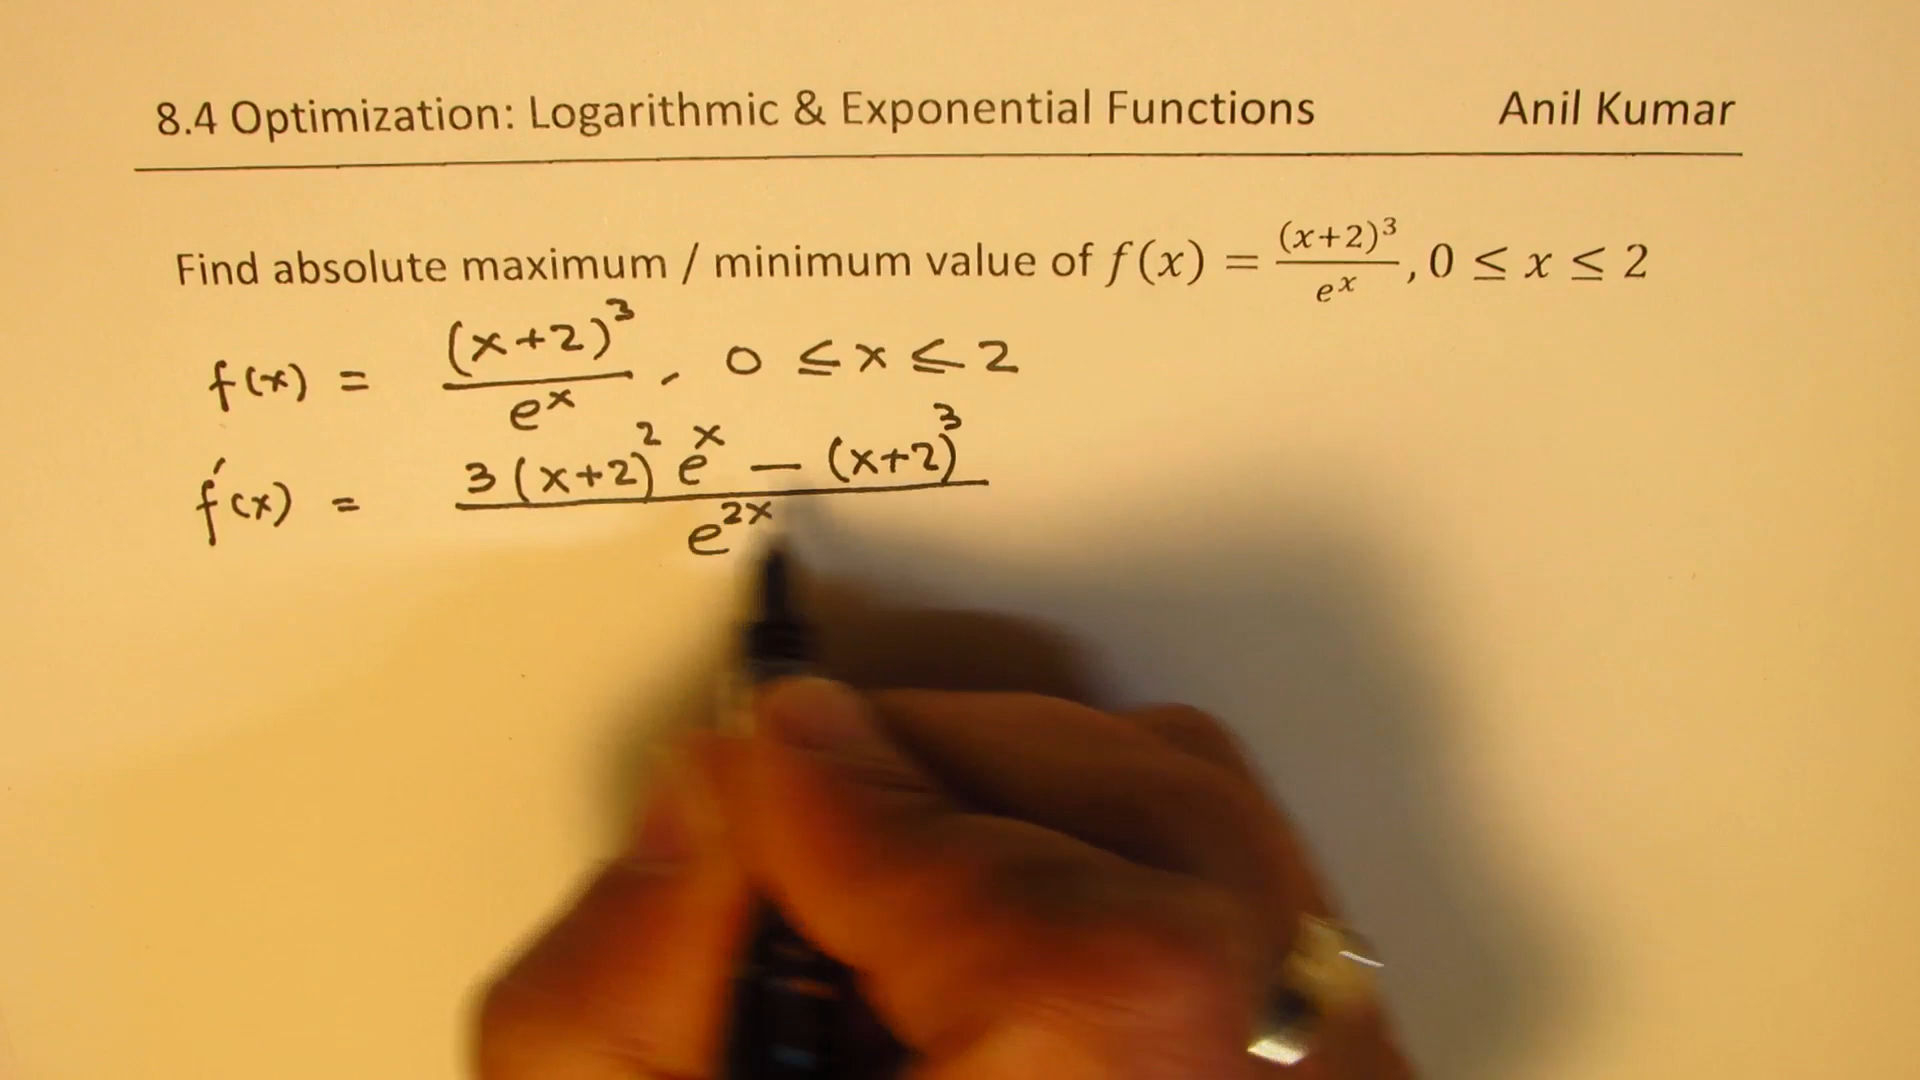 8.4 Optimization: Logarithmic & Exponential Functions Anil Kumar
Find absolute maximum / minimum value of f(x) = (x+2)³/eˣ, 0 ≤ x ≤ 2
f(x) = (x+2)³/eˣ, 0 ≤ x ≤ 2
f′(x) = 3(x+2)² eˣ − (x+2)³/e²ˣ